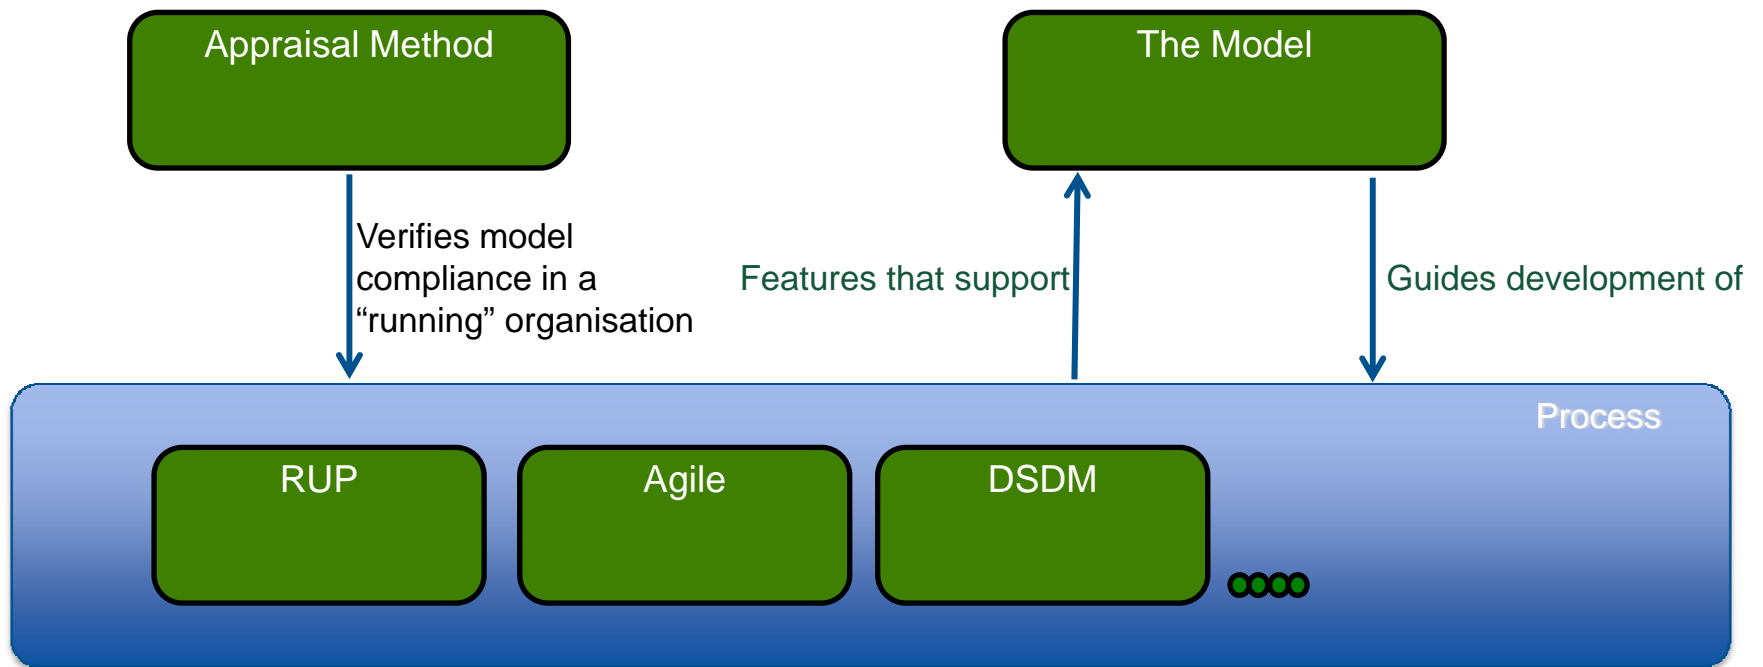 Appraisal Method
The Model
Verifies model
compliance in a
“running” organisation
Features that support
Guides development of
Process
RUP
Agile
DSDM